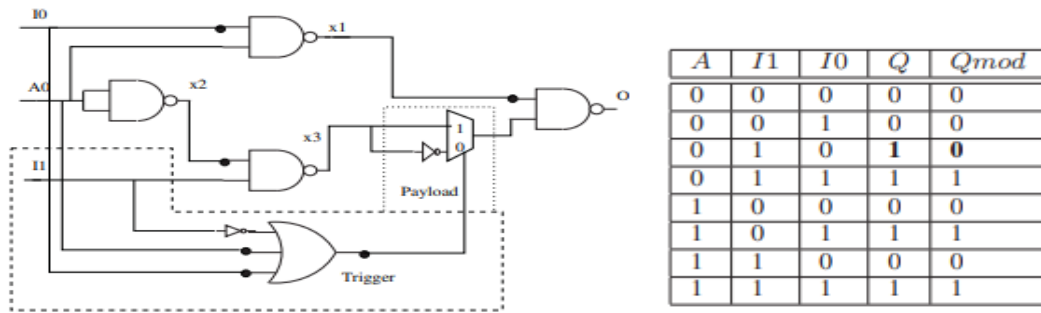 I0
x1
A0
x2
O
x3
1
0
I1
Payload
Trigger
A I1 I0 Q Qmod
0 0 0 0 0
0 0 1 0 0
0 1 0 1 0
0 1 1 1 1
1 0 0 0 0
1 0 1 1 1
1 1 0 0 0
1 1 1 1 1